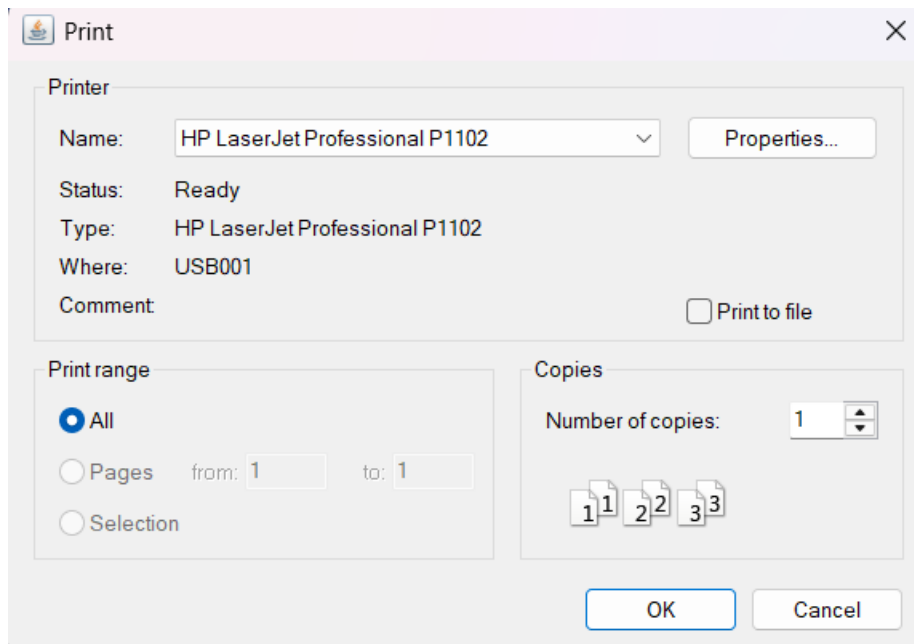 Print
Printer
Name: HP LaserJet Professional P1102 Properties...
Status: Ready
Type: HP LaserJet Professional P1102
Where: USB001
Comment:
Print to file
Print range
All
Pages from: 1 to: 1
Selection
Copies
Number of copies: 1
1 1 2 2 3 3
OK Cancel